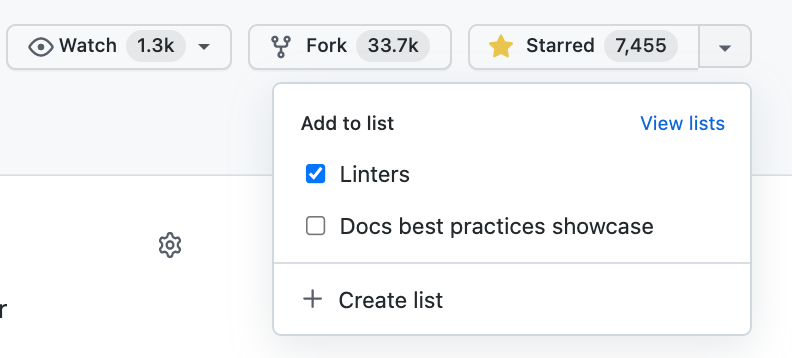 Watch 1.3k Fork 33.7k Starred 7,455
Add to list View lists
Linters
Docs best practices showcase
Create list
r